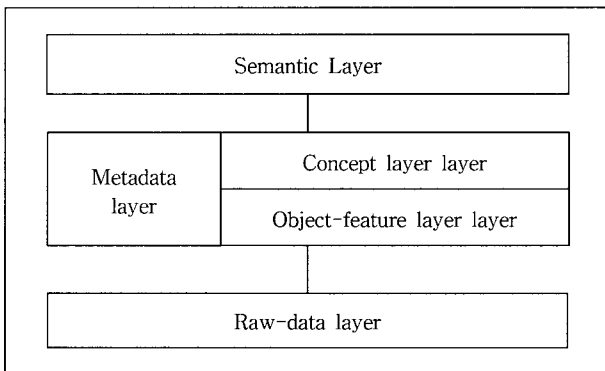 Semantic Layer
Metadata
layer
Concept layer layer
Object-feature layer layer
Raw-data layer